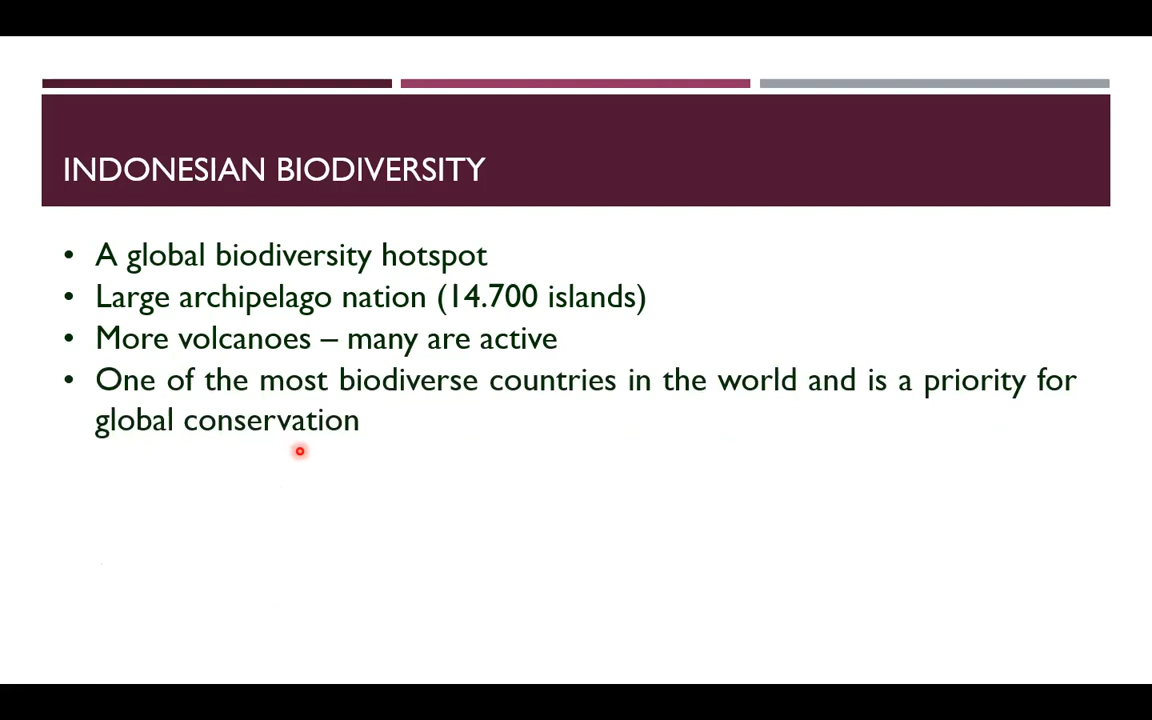 INDONESIAN BIODIVERSITY
• A global biodiversity hotspot
• Large archipelago nation (14.700 islands)
• More volcanoes – many are active
• One of the most biodiverse countries in the world and is a priority for
global conservation